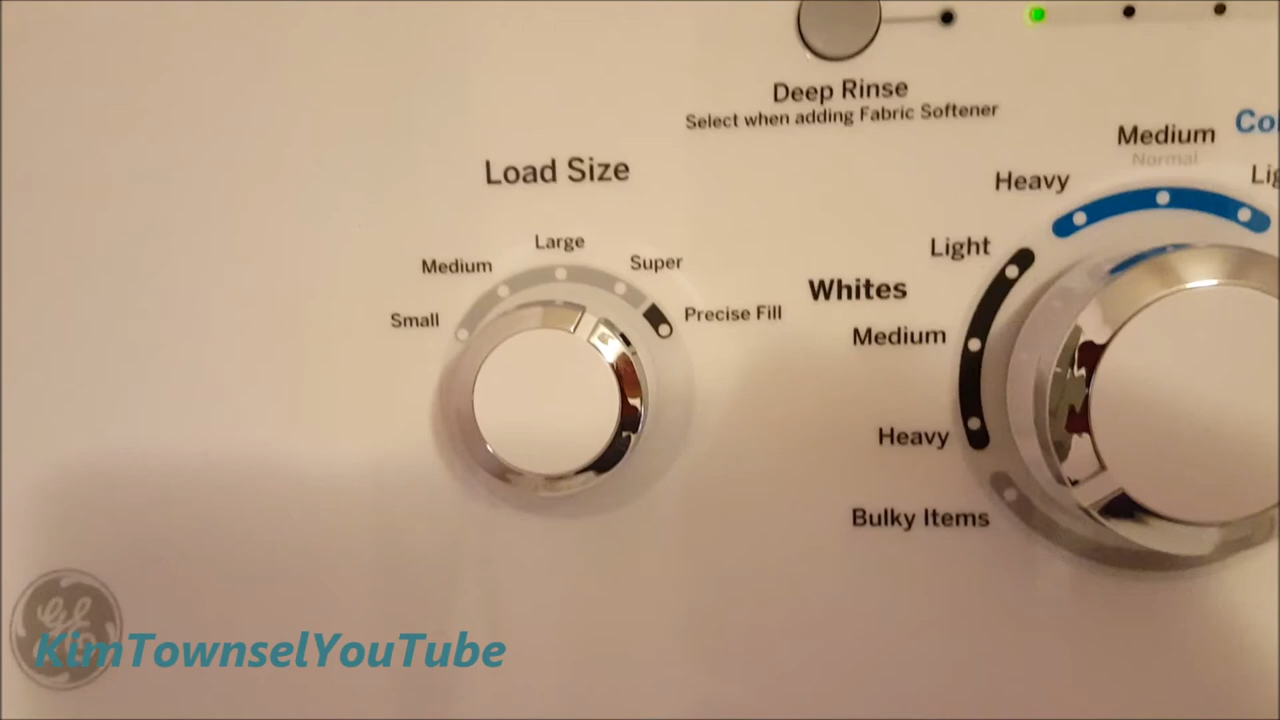 Deep Rinse
Select when adding Fabric Softener
Load Size
Small
Medium
Large
Super
Precise Fill
Whites
Heavy
Medium
Normal
Light
Medium
Heavy
Bulky Items
GE
KimTownselYouTube